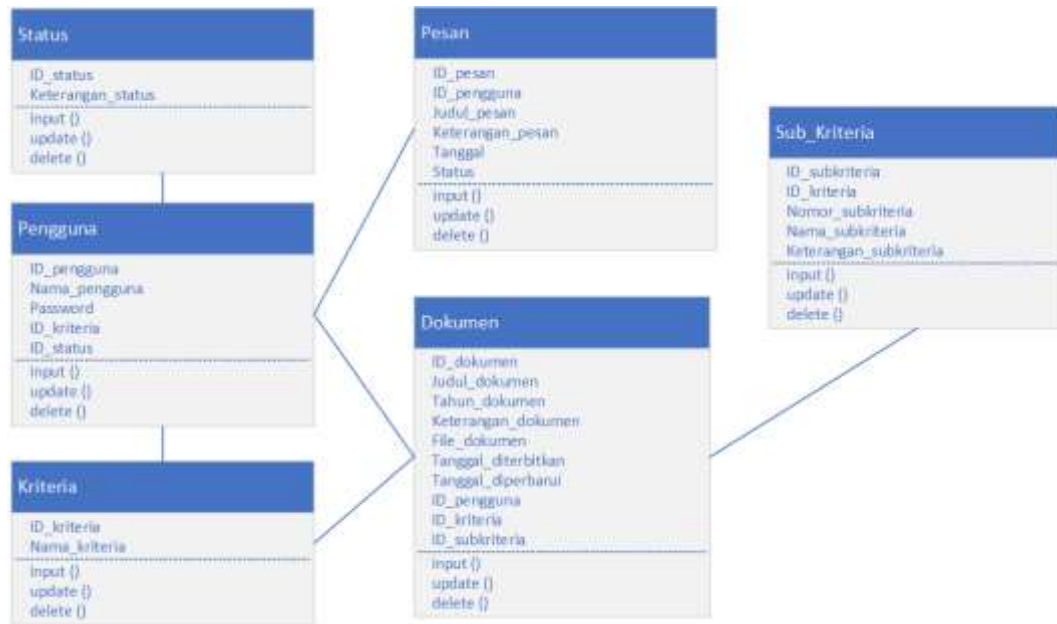 Status
ID_status
Keterangan_status
input ()
update ()
delete ()
Pengguna
ID_pengguna
Nama_pengguna
Password
ID_kriteria
ID_status
input ()
update ()
delete ()
Kriteria
ID_kriteria
Nama_kriteria
input ()
update ()
delete ()
Pesan
ID_pesan
ID_pengguna
Judul_pesan
Keterangan_pesan
Tanggal
Status
input ()
update ()
delete ()
Dokumen
ID_dokumen
Judul_dokumen
Tahun_dokumen
Keterangan_dokumen
File_dokumen
Tanggal_diterbitkan
Tanggal_diperbarui
ID_pengguna
ID_kriteria
ID_subkriteria
input ()
update ()
delete ()
Sub_Kriteria
ID_subkriteria
ID_kriteria
Nomor_subkriteria
Nama_subkriteria
Keterangan_subkriteria
input ()
update ()
delete ()